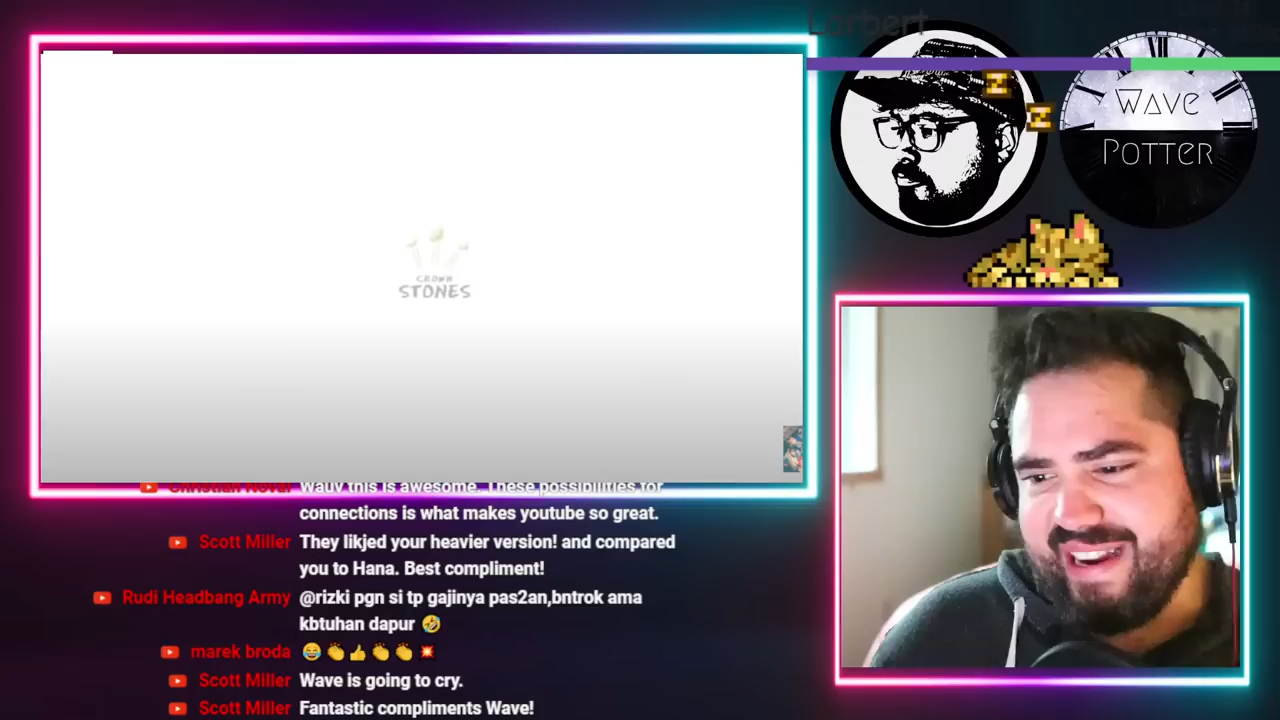 Lorbert
WAVE
POTTER
CROWN
STONES
Christian Novar Wauv this is awesome. These possibilities for
connections is what makes youtube so great.
Scott Miller They likjed your heavier version! and compared
you to Hana. Best compliment!
Rudi Headbang Army @rizki pgn si tp gajinya pas2an,bntrok ama
kbtuhan dapur 🤣
marek broda 😂👏👍👏👏💥
Scott Miller Wave is going to cry.
Scott Miller Fantastic compliments Wave!